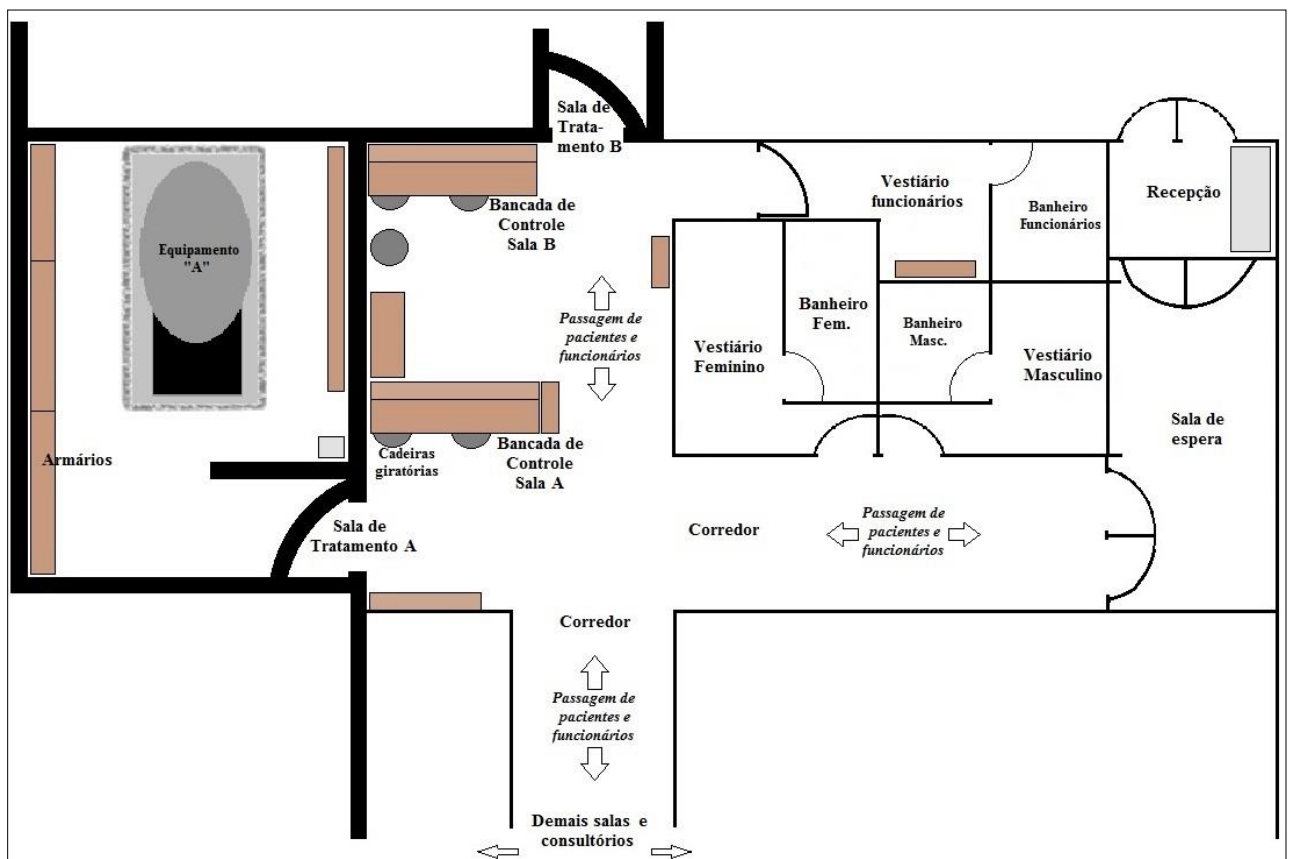 Sala de
Trata-
mento B
Vestiário
funcionários
Banheiro
Funcionários
Recepção
Bancada de
Controle
Sala B
Equipamento
"A"
Passagem de
pacientes e
funcionários
Banheiro
Fem.
Banheiro
Masc.
Vestiário
Feminino
Vestiário
Masculino
Sala de
espera
Armários
Cadeiras
giratórias
Bancada de
Controle
Sala A
Sala de
Tratamento A
Corredor
Passagem de
pacientes e
funcionários
Corredor
Passagem de
pacientes e
funcionários
Demais salas e
consultórios